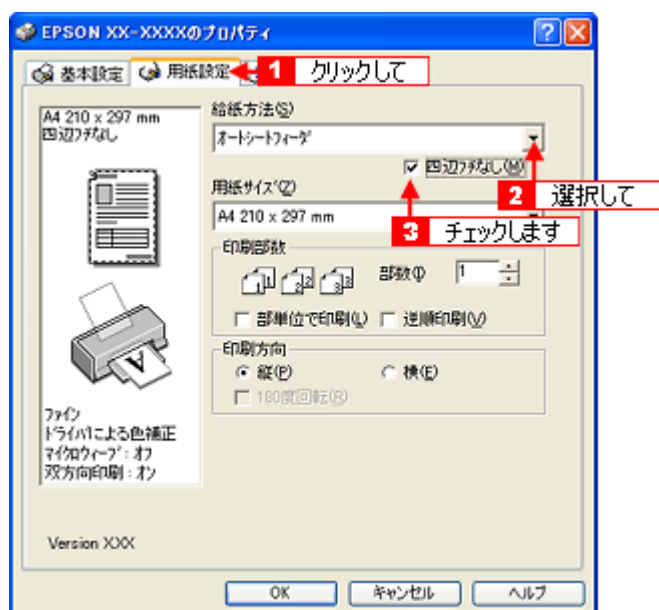 EPSON XX-XXXXのプロパティ
基本設定 用紙設定 1 クリックして
A4 210 x 297 mm
四辺フチなし
給紙方法(S)
オートシートフィーダ
四辺フチなし(M)
2 選択して
用紙サイズ(Z)
A4 210 x 297 mm
3 チェックします
印刷部数
部数(I) 1
部単位で印刷(L) 逆順印刷(V)
印刷方向
縦(P) 横(E)
180度回転(R)
ファイン
ドライバによる色補正
マイクロウィーブ : オフ
双方向印刷 : オン
Version XXX
OK キャンセル ヘルプ